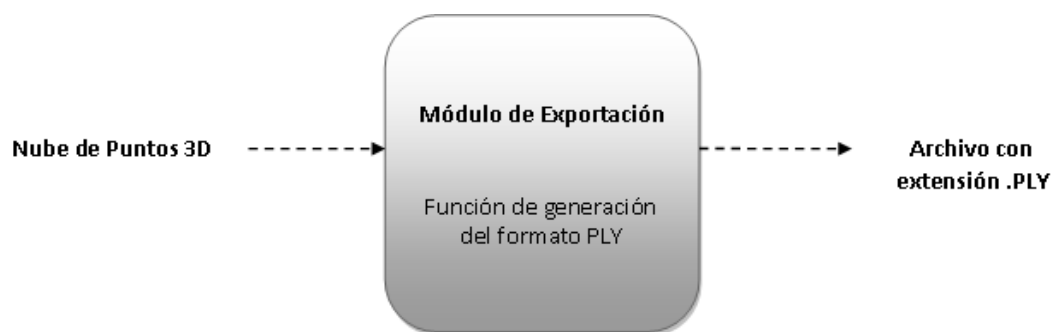 Nube de Puntos 3D
Módulo de Exportación
Función de generación
del formato PLY
Archivo con
extensión .PLY